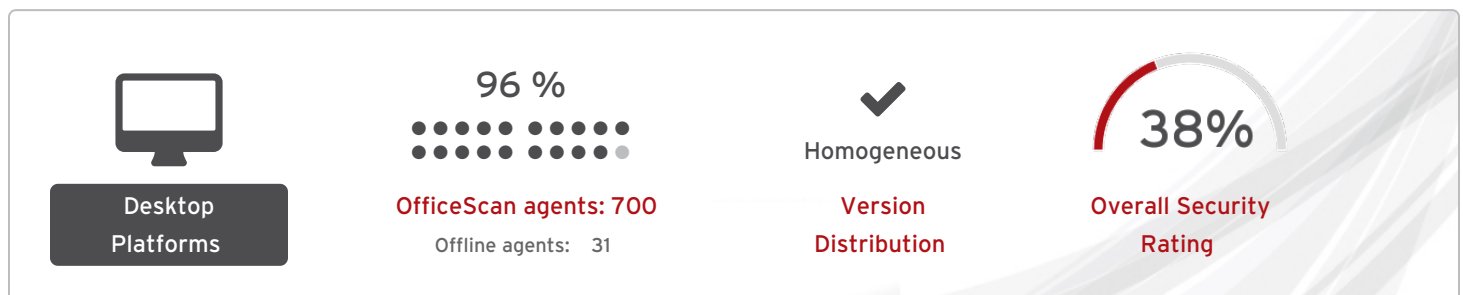 96 %
38%
Homogeneous
Desktop
Platforms
OfficeScan agents: 700
Offline agents: 31
Version
Distribution
Overall Security
Rating